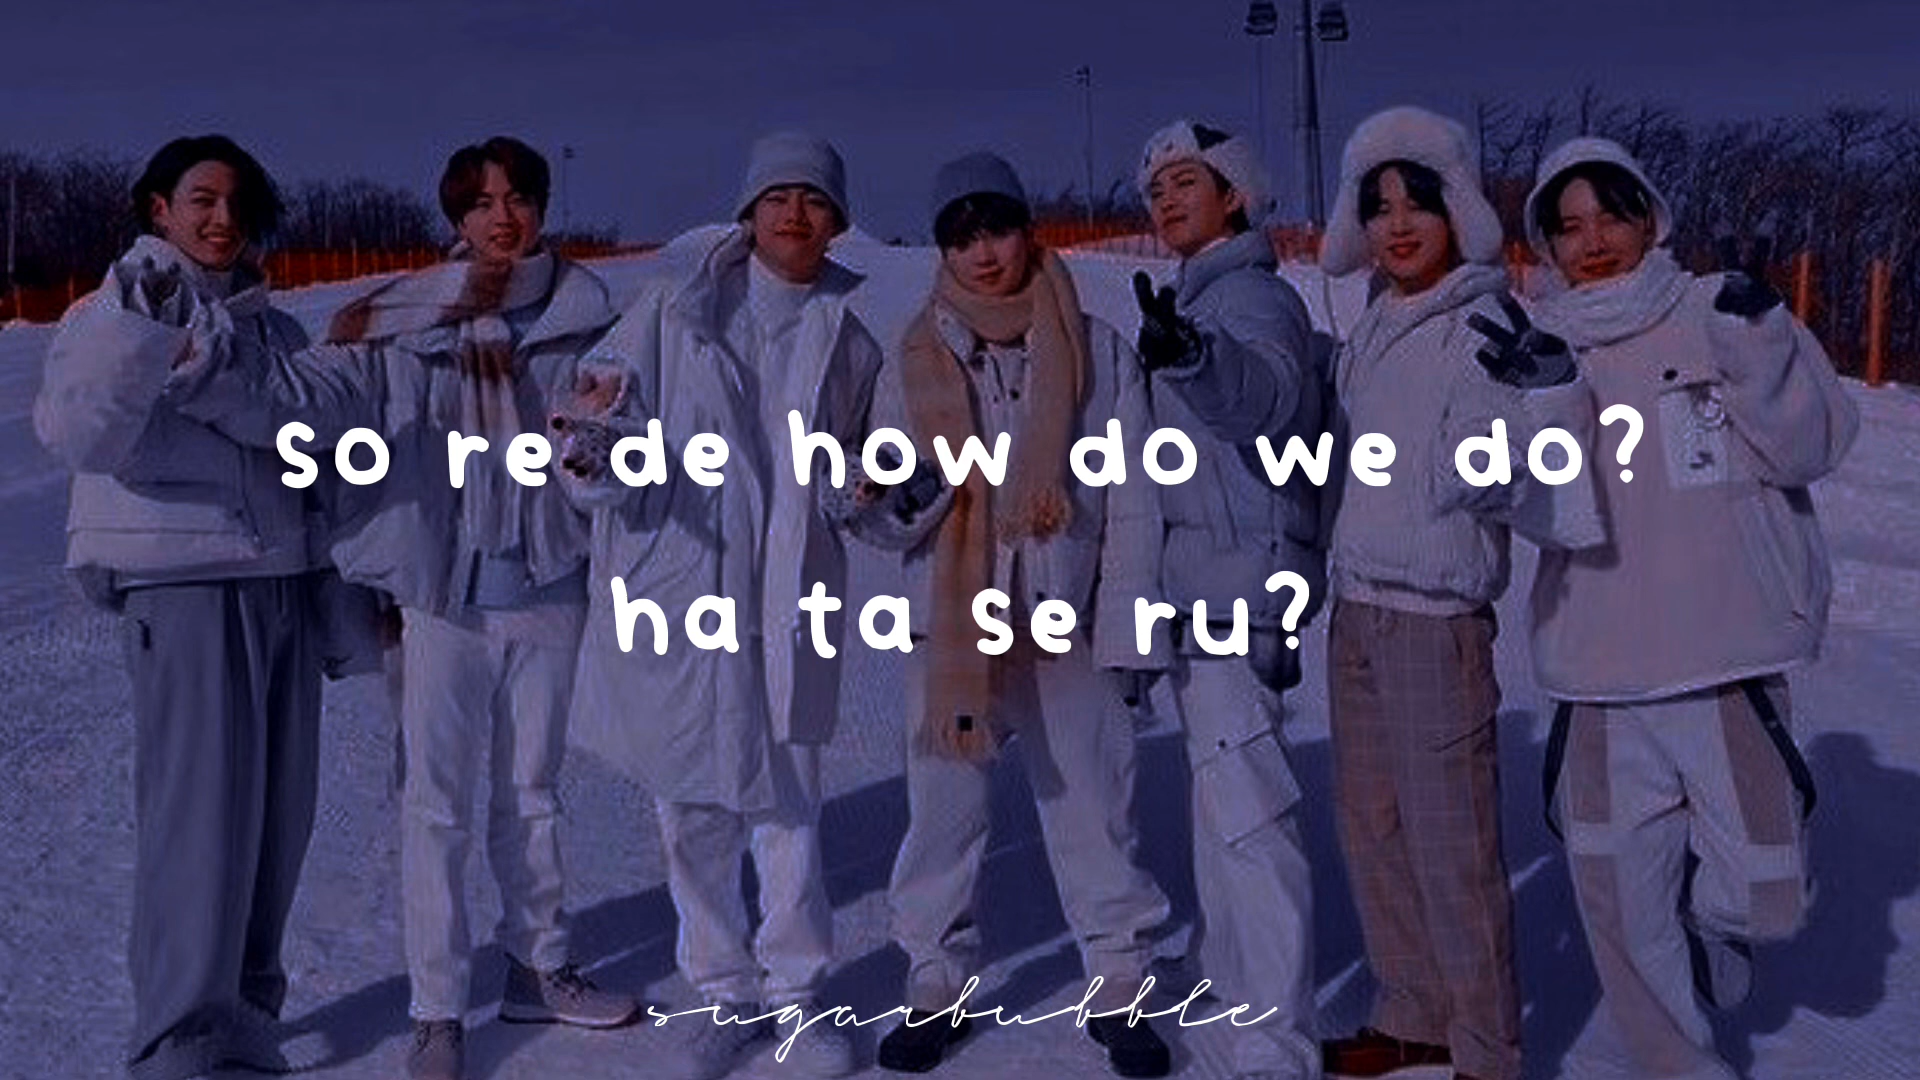 so re de how do we do?
ha ta se ru?
sugarbubble